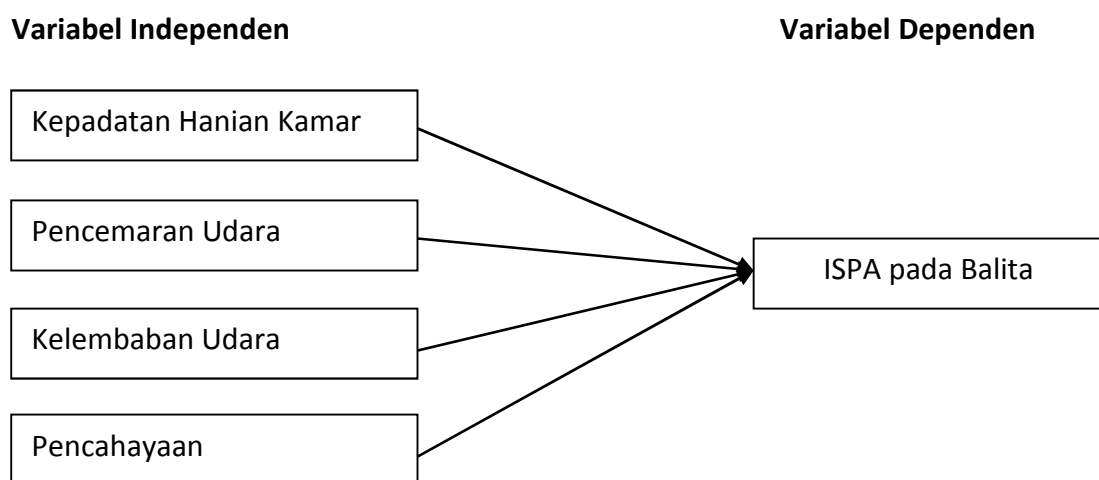 Variabel Independen
Variabel Dependen
Kepadatan Hanian Kamar
Pencemaran Udara
ISPA pada Balita
Kelembaban Udara
Pencahayaan